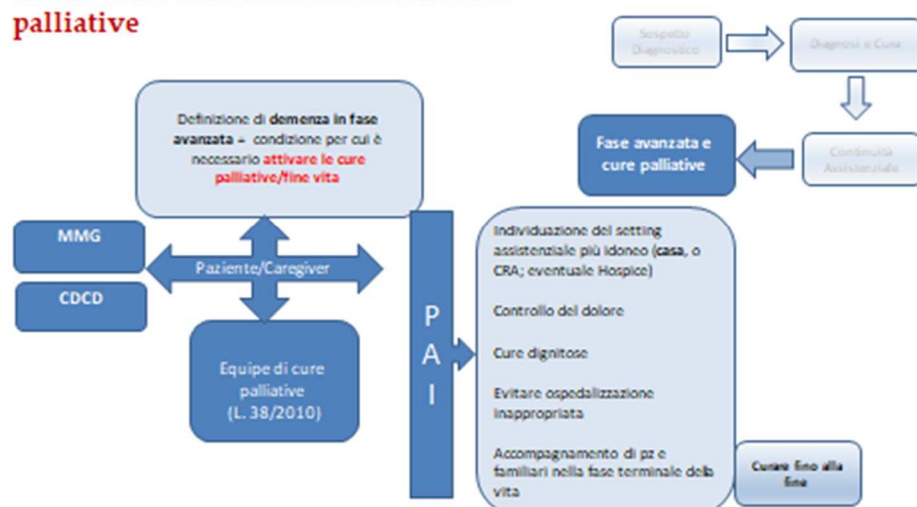 palliative
Sospetto
Diagnostico
Diagnosi e Cura
Definizione di demenza in fase
avanzata = condizione per cui è
necessario attivare le cure
palliative/fine vita
Fase avanzata e
cure palliative
Continuità
Assistenziale
MMG
CDCD
Paziente/Caregiver
Equipe di cure
palliative
(L. 38/2010)
P
A
I
Individuazione del setting
assistenziale più idoneo (casa, o
CRA; eventuale Hospice)
Controllo del dolore
Cure dignitose
Evitare ospedalizzazione
inappropriata
Accompagnamento di pz e
familiari nella fase terminale della
vita
Curare fino alla
fine